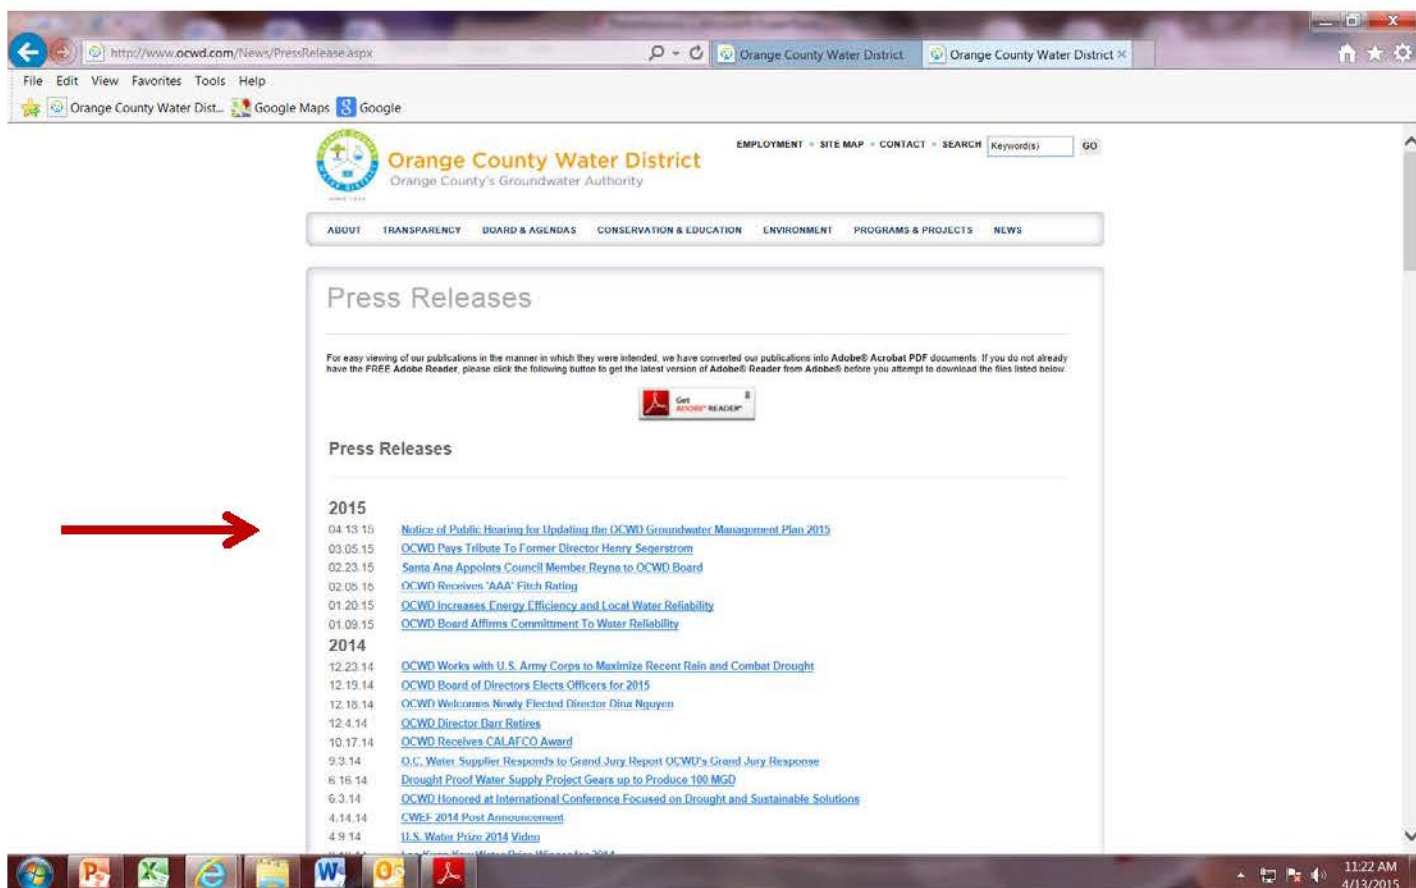 http://www.ocwd.com/News/PressRelease.aspx
Orange County Water District
Orange County Water District
File Edit View Favorites Tools Help
Orange County Water Dist... Google Maps Google
EMPLOYMENT SITE MAP CONTACT SEARCH Keyword(s) GO
Orange County Water District
Orange County's Groundwater Authority
ABOUT TRANSPARENCY BOARD & AGENDAS CONSERVATION & EDUCATION ENVIRONMENT PROGRAMS & PROJECTS NEWS
Press Releases
For easy viewing of our publications in the manner in which they were intended, we have converted our publications into Adobe® Acrobat PDF documents. If you do not already
have the FREE Adobe Reader, please click the following button to get the latest version of Adobe® Reader from Adobe® before you attempt to download the files listed below.
Get
ADOBE® READER®
Press Releases
2015
04.13.15 Notice of Public Hearing for Updating the OCWD Groundwater Management Plan 2015
03.05.15 OCWD Pays Tribute To Former Director Henry Segerstrom
02.23.15 Santa Ana Appoints Council Member Reyna to OCWD Board
02.05.15 OCWD Receives 'AAA' Fitch Rating
01.20.15 OCWD Increases Energy Efficiency and Local Water Reliability
01.09.15 OCWD Board Affirms Committment To Water Reliability
2014
12.23.14 OCWD Works with U.S. Army Corps to Maximize Recent Rain and Combat Drought
12.19.14 OCWD Board of Directors Elects Officers for 2015
12.18.14 OCWD Welcomes Newly Elected Director Dina Nguyen
12.4.14 OCWD Director Barr Retires
10.17.14 OCWD Receives CALAFCO Award
9.3.14 O.C. Water Supplier Responds to Grand Jury Report OCWD's Grand Jury Response
6.16.14 Drought Proof Water Supply Project Gears up to Produce 100 MGD
6.3.14 OCWD Honored at International Conference Focused on Drought and Sustainable Solutions
4.14.14 CWEF 2014 Post Announcement
4.9.14 U.S. Water Prize 2014 Video
11:22 AM
4/13/2015